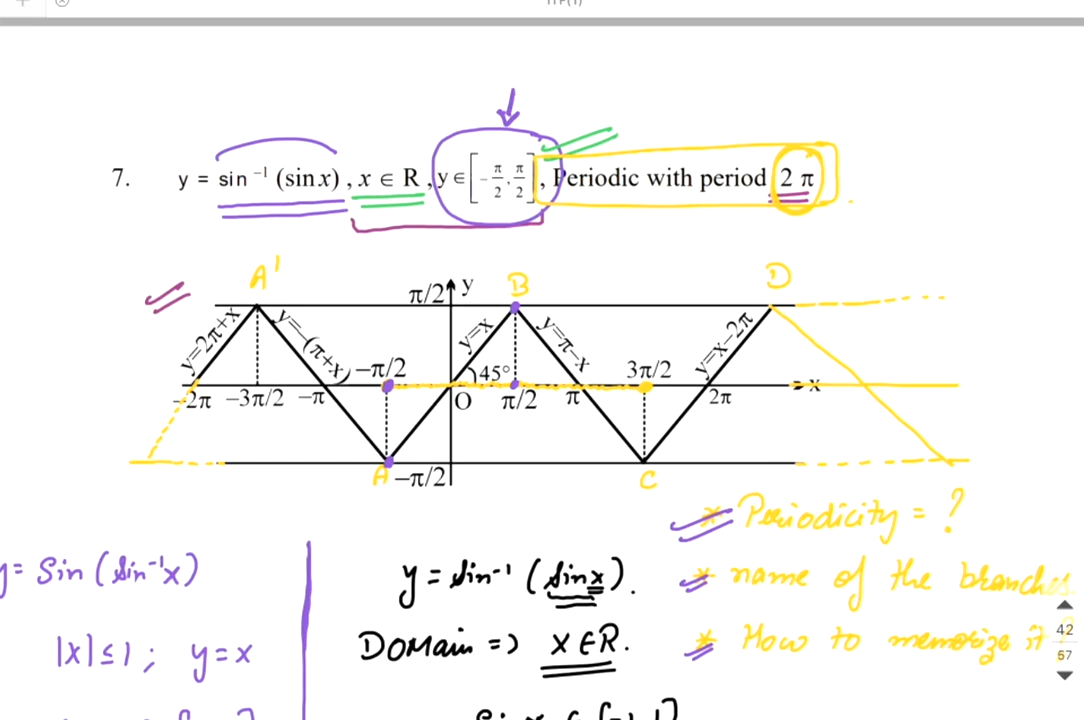 7. y = sin⁻¹ (sin x) , x ∈ R , y ∈ [-π/2, π/2] , Periodic with period 2 π
A' B D
π/2 y
y=2π+x y=-(π+x) y=x y=π-x y=x-2π
-π/2 45° 3π/2 x
-2π -3π/2 -π O π/2 π 2π
A -π/2 C
* Periodicity = ?
y = Sin (Sin⁻¹x) y = Sin⁻¹ (Sinx). * name of the branches
42
|x| ≤ 1 ; y = x Domain => x ∈ R. * How to memorize it
57